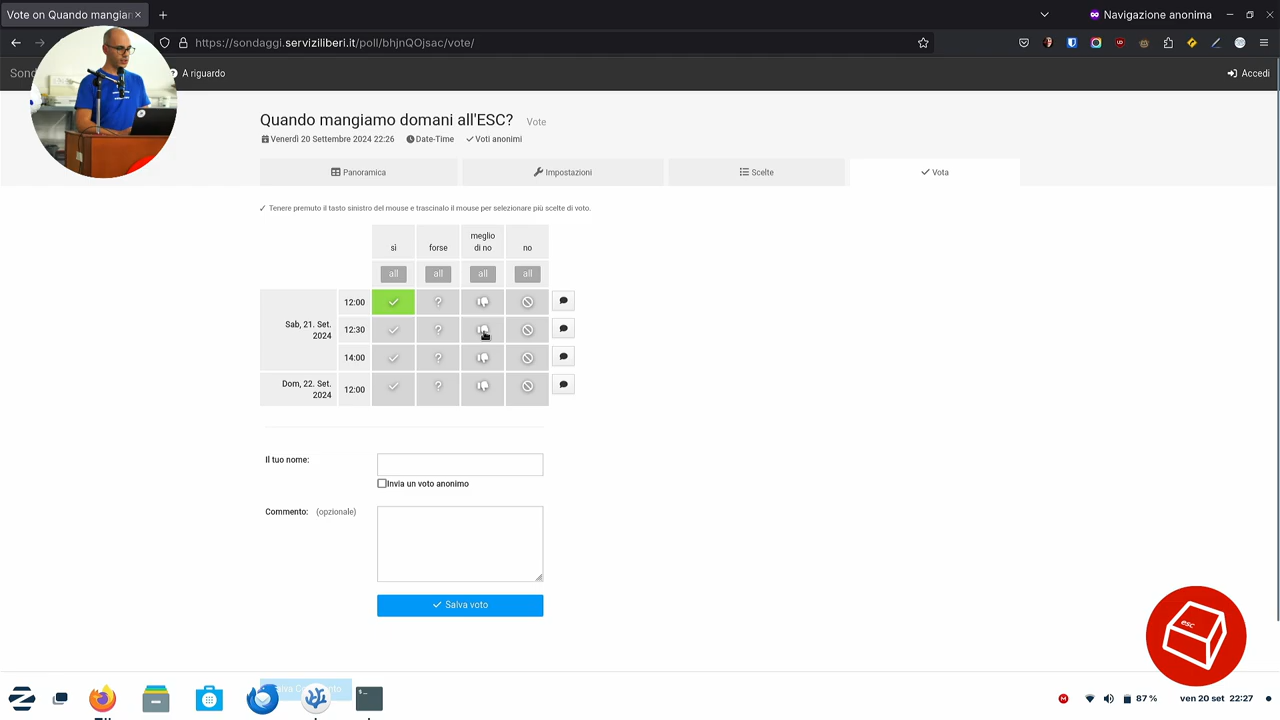 Vote on Quando mangian
Navigazione anonima
https://sondaggi.serviziliberi.it/poll/bhjnQOjsac/vote/
Sond
A riguardo
Accedi
Quando mangiamo domani all'ESC? Vote
Venerdì 20 Settembre 2024 22:26 Date-Time Voti anonimi
Panoramica Impostazioni Scelte Vota
✓ Tenere premuto il tasto sinistro del mouse e trascinalo il mouse per selezionare più scelte di voto.
sì forse meglio di no no
all all all all
Sab, 21. Set. 2024
12:00
12:30
14:00
Dom, 22. Set. 2024
12:00
Il tuo nome:
Invia un voto anonimo
Commento: (opzionale)
Salva voto
esc
87 % ven 20 set 22:27